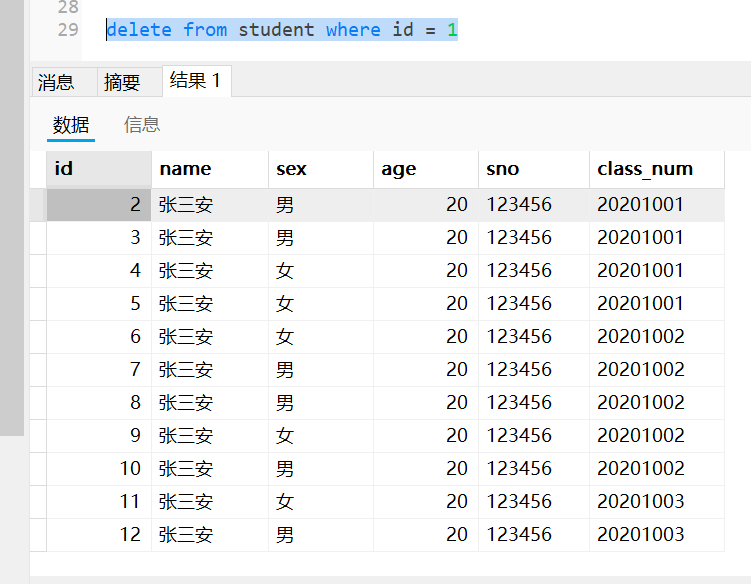 28
29 delete from student where id = 1
消息 摘要 结果 1
数据 信息
id name sex age sno class_num
2 张三安 男 20 123456 20201001
3 张三安 男 20 123456 20201001
4 张三安 女 20 123456 20201001
5 张三安 女 20 123456 20201001
6 张三安 女 20 123456 20201002
7 张三安 男 20 123456 20201002
8 张三安 男 20 123456 20201002
9 张三安 女 20 123456 20201002
10 张三安 男 20 123456 20201002
11 张三安 女 20 123456 20201003
12 张三安 男 20 123456 20201003